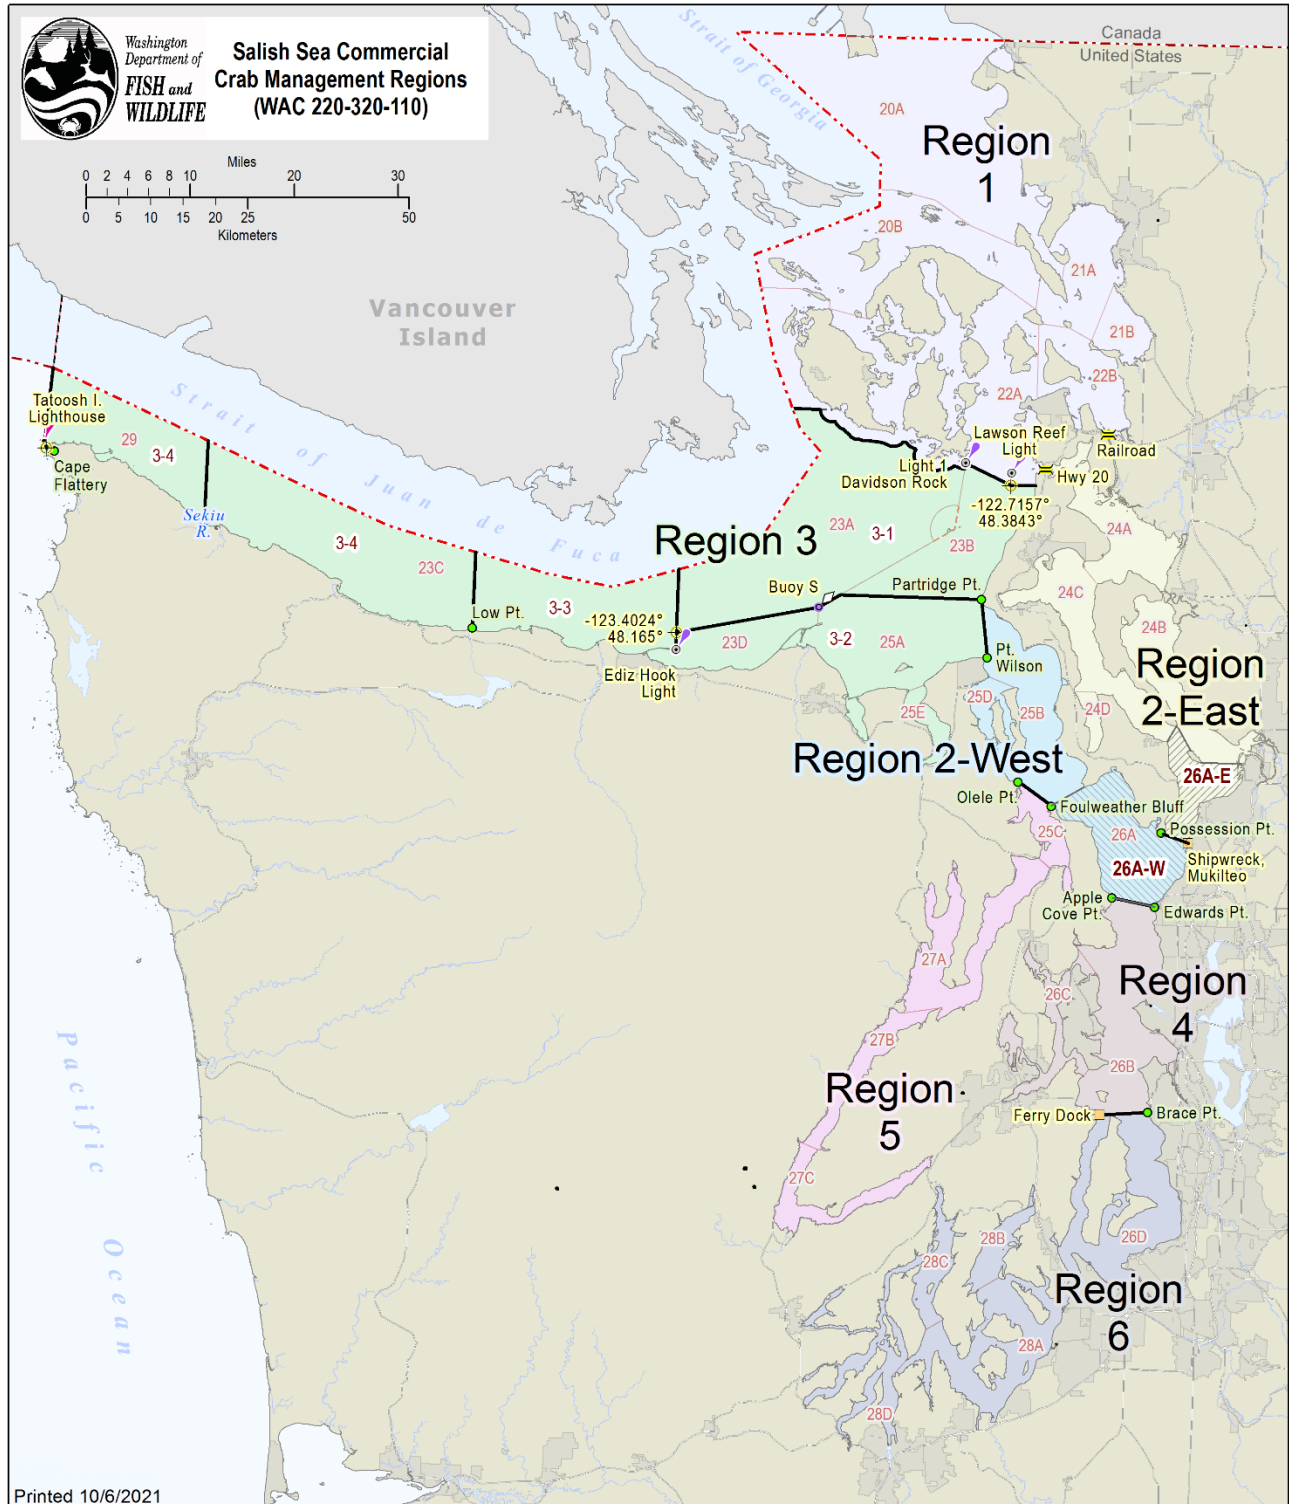 Washington
Department of
FISH and
WILDLIFE
Salish Sea Commercial
Crab Management Regions
(WAC 220-320-110)
Miles
0 2 4 6 8 10 20 30
0 5 10 15 20 25 50
Kilometers
Strait of Georgia
Canada
United States
20A
Region
1
20B
21A
Vancouver
Island
21B
22B
22A
Tatoosh I.
Lighthouse
Strait of Juan de Fuca
29
3-4
Cape
Flattery
Lawson Reef
Light
Railroad
Light 1
Davidson Rock
Hwy 20
-122.7157°
48.3843°
Sekiu
R.
3-4
23C
Region 3
23A
3-1
23B
24A
Buoy S
Partridge Pt.
24C
24B
Low Pt.
3-3
-123.4024°
48.165°
23D
3-2
25A
Pt.
Wilson
Region
2-East
Ediz Hook
Light
25D
25B
24D
25E
Region 2-West
26A-E
Olele Pt.
Foulweather Bluff
25C
26A
Possession Pt.
26A-W
Shipwreck,
Mukilteo
Apple
Cove Pt.
Edwards Pt.
27A
26C
Region
4
27B
26B
Region
5
Ferry Dock
Brace Pt.
27C
28B
26D
28C
Region
6
28A
28D
Pacific Ocean
Printed 10/6/2021